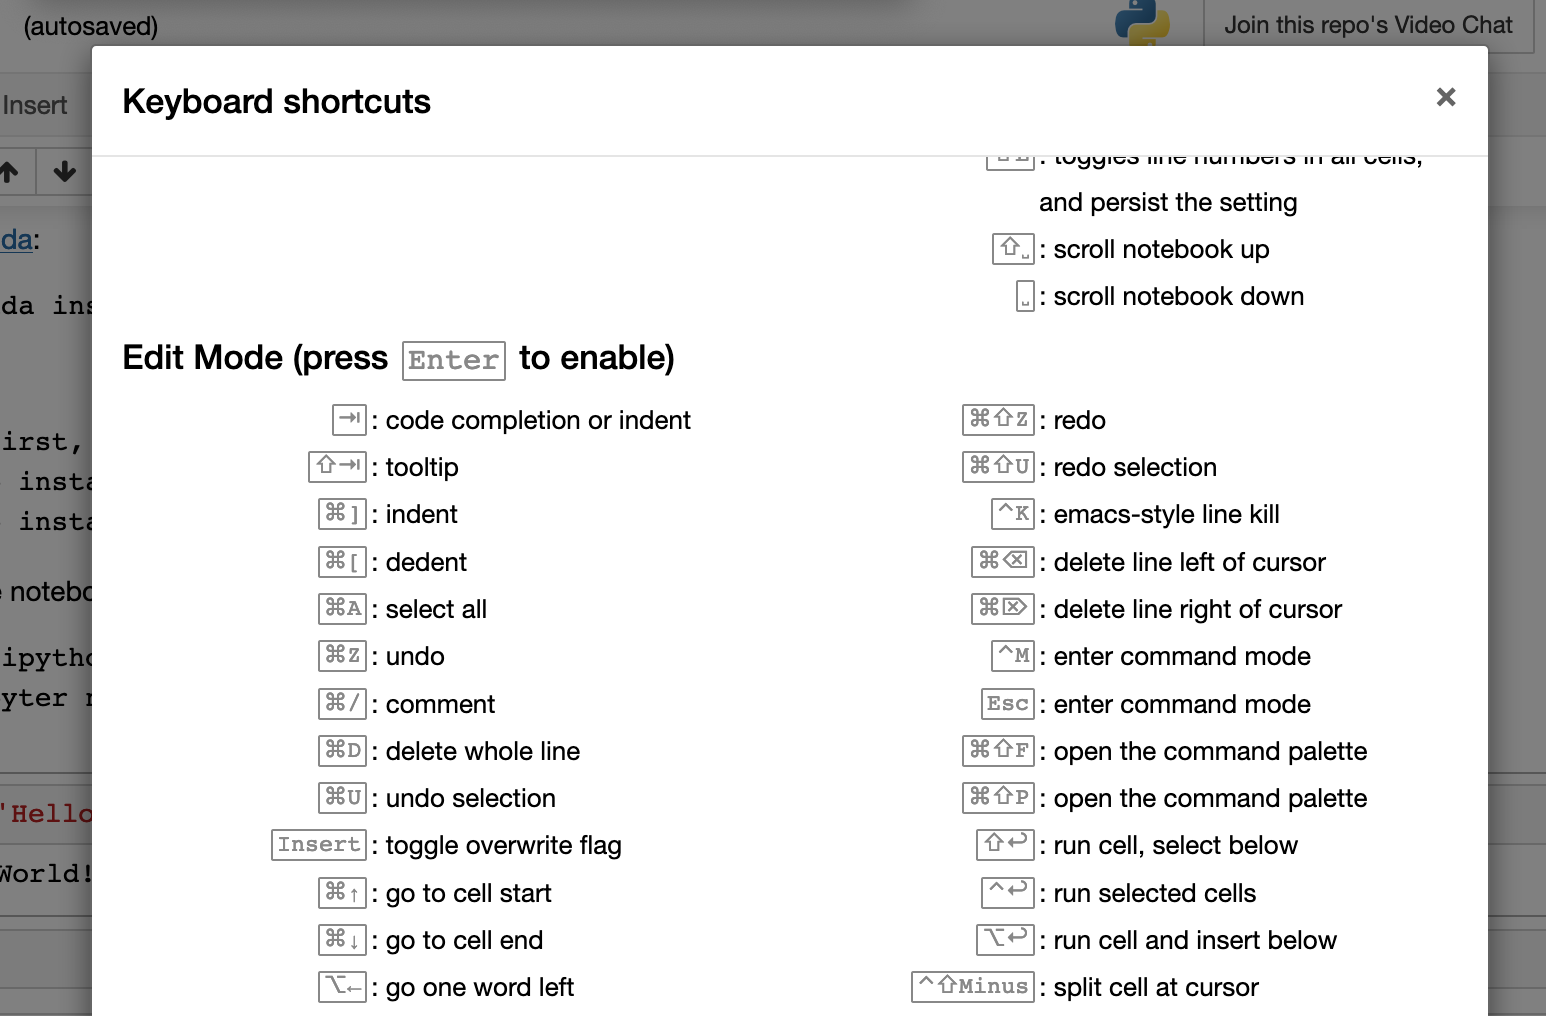 (autosaved)
Join this repo's Video Chat
Keyboard shortcuts
×
Insert
: toggles line numbers in all cells,
and persist the setting
da:
⇧␣ : scroll notebook up
␣ : scroll notebook down
da ins
Edit Mode (press Enter to enable)
⇥ : code completion or indent
⇧⇥ : tooltip
⌘] : indent
⌘[ : dedent
⌘A : select all
⌘Z : undo
⌘/ : comment
⌘D : delete whole line
⌘U : undo selection
Insert : toggle overwrite flag
⌘↑ : go to cell start
⌘↓ : go to cell end
⌥← : go one word left
⌘⇧Z : redo
⌘⇧U : redo selection
^K : emacs-style line kill
⌘⌫ : delete line left of cursor
⌘⌦ : delete line right of cursor
^M : enter command mode
Esc : enter command mode
⌘⇧F : open the command palette
⌘⇧P : open the command palette
⇧↩ : run cell, select below
^↩ : run selected cells
⌥↩ : run cell and insert below
^⇧Minus : split cell at cursor
irst,
insta
insta
notebo
ipytho
yter
'Hello
World!